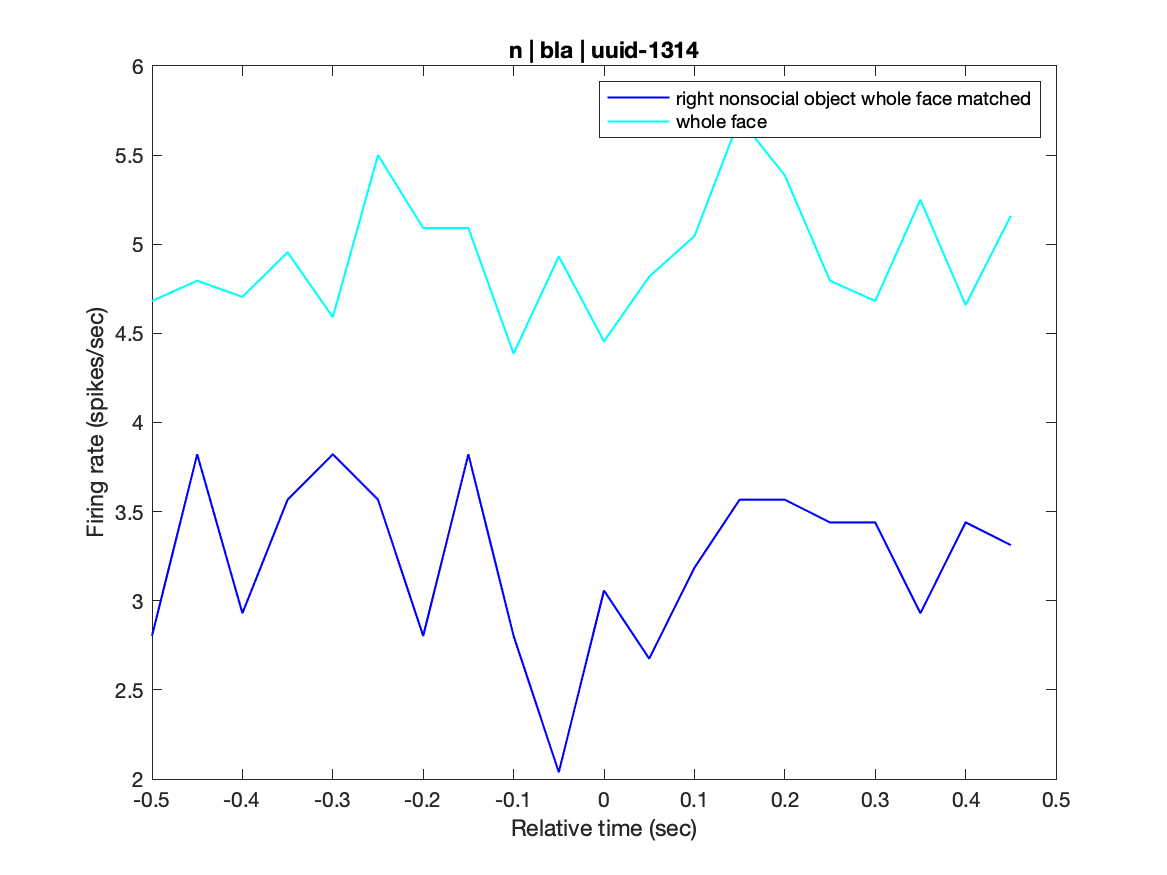 n | bla | uuid-1314
right nonsocial object whole face matched
whole face
6
5.5
5
4.5
4
3.5
3
2.5
2
Firing rate (spikes/sec)
-0.5 -0.4 -0.3 -0.2 -0.1 0 0.1 0.2 0.3 0.4 0.5
Relative time (sec)